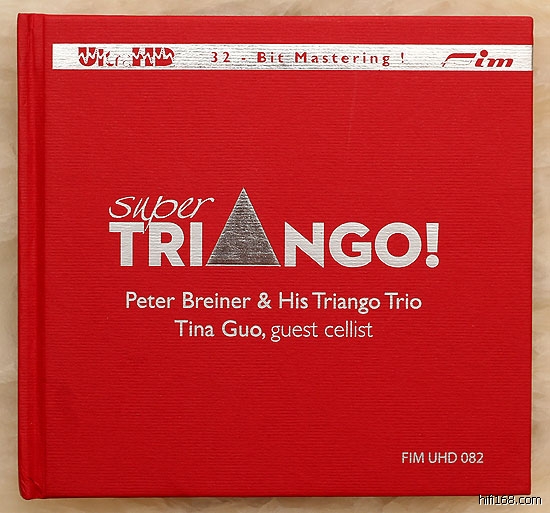 UltraHD 32 - Bit Mastering ! Fim
super
TRIANGO!
Peter Breiner & His Triango Trio
Tina Guo, guest cellist
FIM UHD 082
hifi168.com